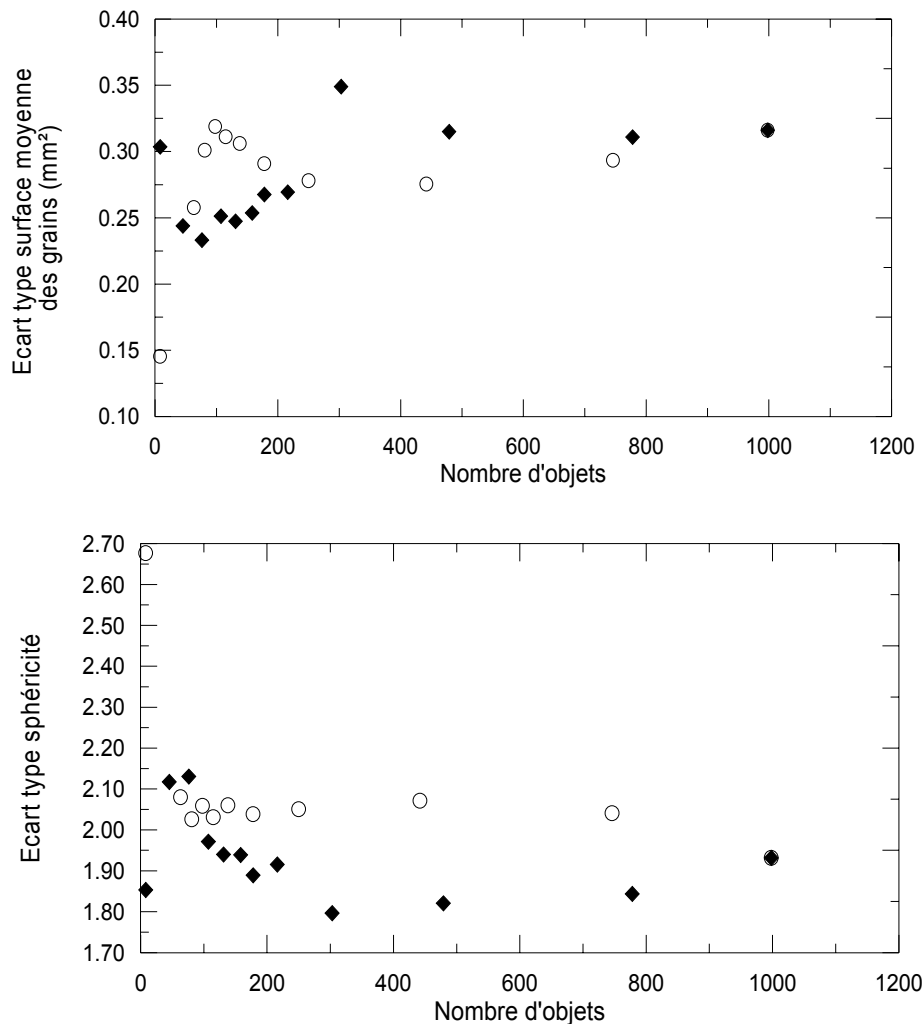 Ecart type surface moyenne
des grains (mm²)
0.40
0.35
0.30
0.25
0.20
0.15
0.10
0 200 400 600 800 1000 1200
Nombre d'objets
Ecart type sphéricité
2.70
2.60
2.50
2.40
2.30
2.20
2.10
2.00
1.90
1.80
1.70
0 200 400 600 800 1000 1200
Nombre d'objets